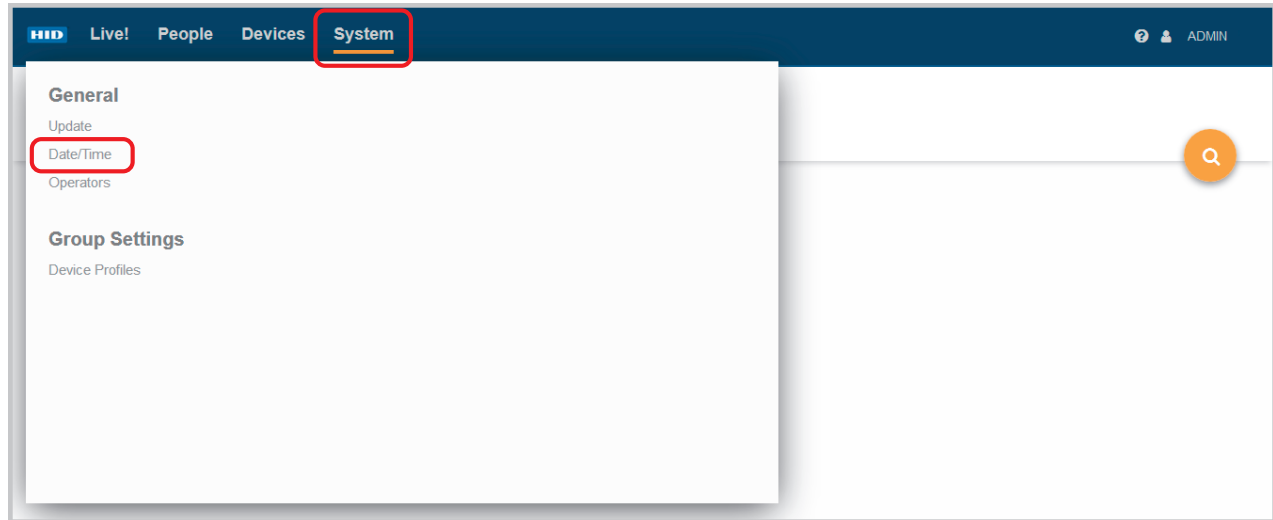 HID Live! People Devices System ADMIN
General
Update
Date/Time
Operators
Group Settings
Device Profiles